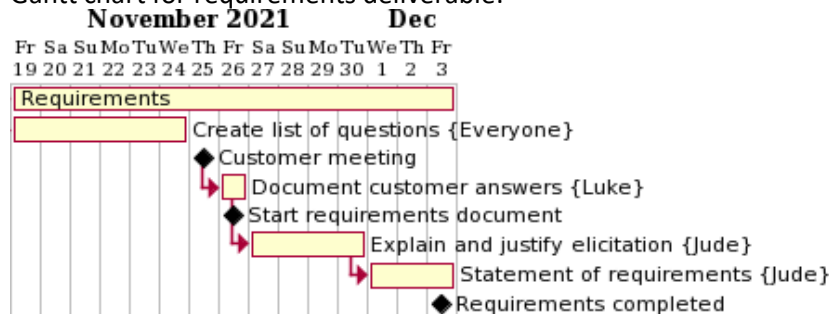 Gantt chart for requirements deliverable.
November 2021 Dec
Fr Sa Su Mo Tu We Th Fr Sa Su Mo Tu We Th Fr
19 20 21 22 23 24 25 26 27 28 29 30 1 2 3
Requirements
Create list of questions {Everyone}
Customer meeting
Document customer answers {Luke}
Start requirements document
Explain and justify elicitation {Jude}
Statement of requirements {Jude}
Requirements completed